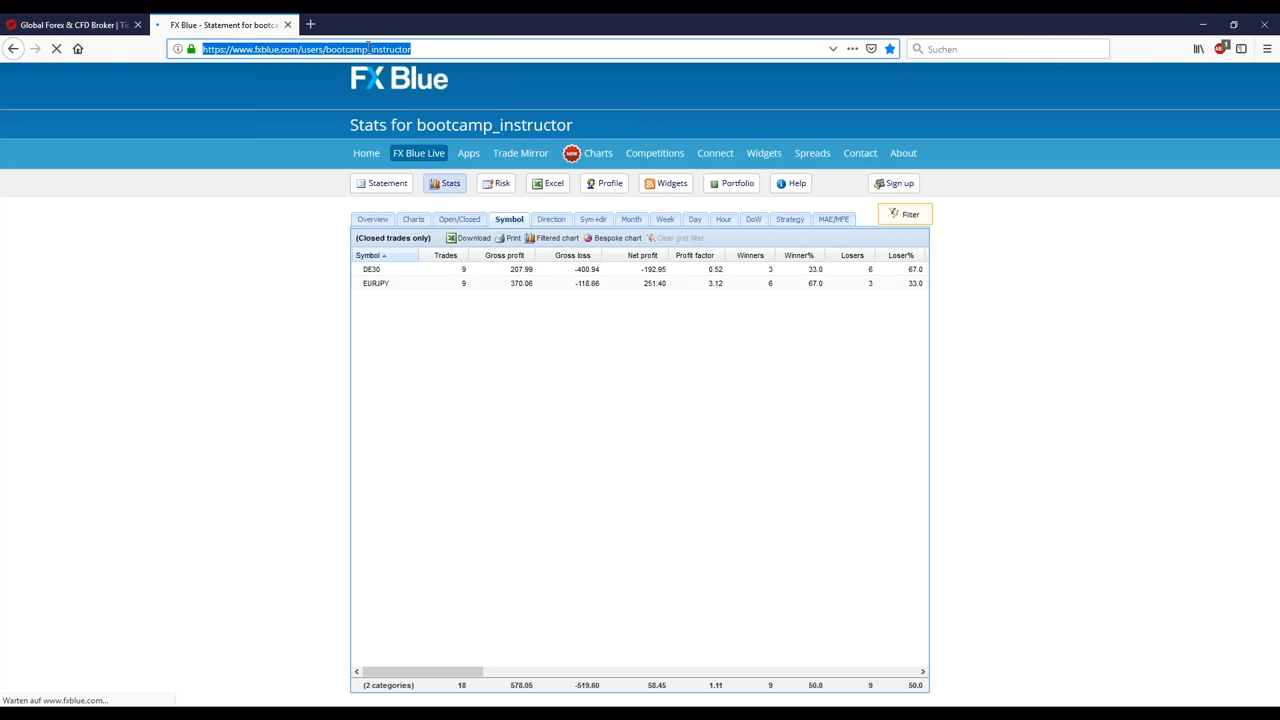 Global Forex & CFD Broker | Ti
FX Blue - Statement for bootca
https://www.fxblue.com/users/bootcamp_instructor
Suchen
FX Blue
Stats for bootcamp_instructor
Home FX Blue Live Apps Trade Mirror NEW Charts Competitions Connect Widgets Spreads Contact About
Statement Stats Risk Excel Profile Widgets Portfolio Help Sign up
Filter
Overview Charts Open/Closed Symbol Direction Sym+dir Month Week Day Hour DoW Strategy MAE/MFE
(Closed trades only) Download Print Filtered chart Bespoke chart Clear grid filter
Symbol Trades Gross profit Gross loss Net profit Profit factor Winners Winner% Losers Loser%
DE30 9 207.99 -400.94 -192.95 0.52 3 33.0 6 67.0
EURJPY 9 370.06 -118.66 251.40 3.12 6 67.0 3 33.0
(2 categories) 18 578.05 -519.60 58.45 1.11 9 50.0 9 50.0
Warten auf www.fxblue.com...